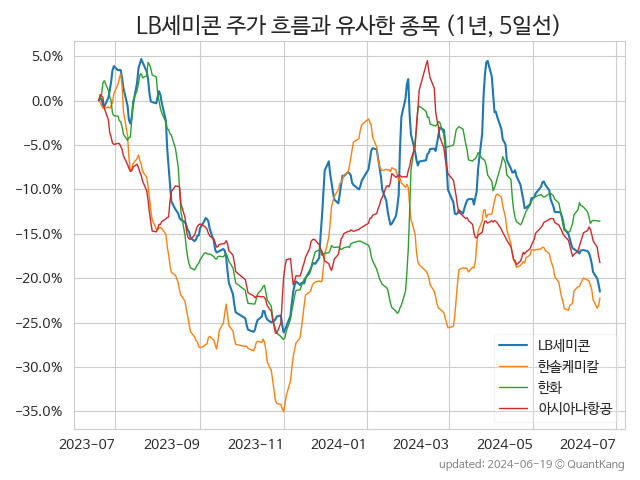 LB세미콘 주가 흐름과 유사한 종목 (1년, 5일선)
5.0%
0.0%
−5.0%
−10.0%
−15.0%
−20.0%
−25.0%
−30.0%
−35.0%
LB세미콘
한솔케미칼
한화
아시아나항공
2023-07 2023-09 2023-11 2024-01 2024-03 2024-05 2024-07
updated: 2024-06-19 © QuantKang